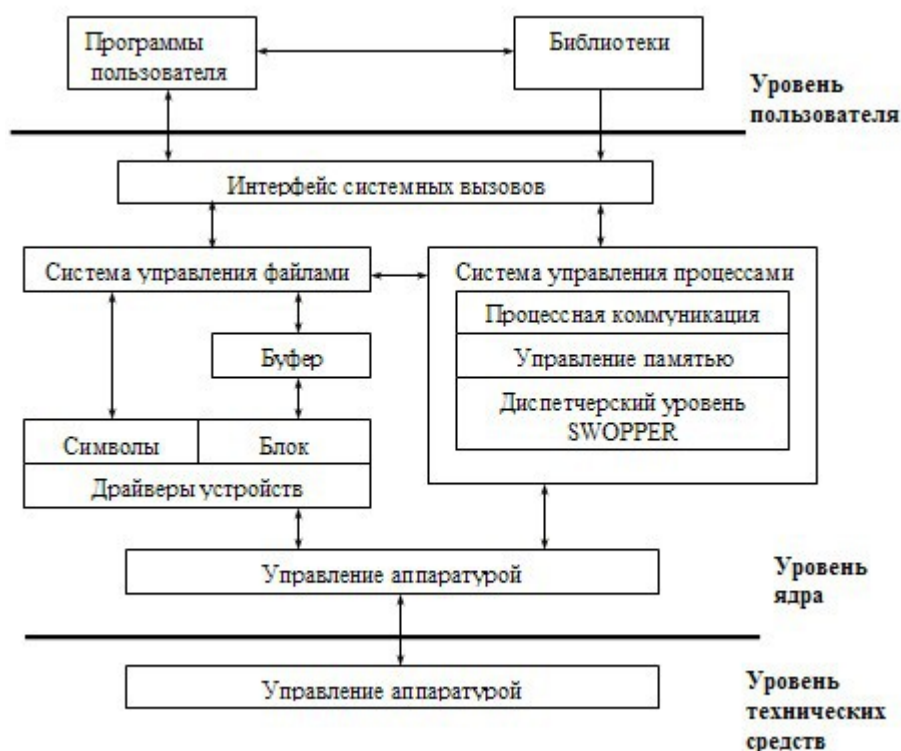 Программы
пользователя
Библиотеки
Уровень
пользователя
Интерфейс системных вызовов
Система управления файлами
Система управления процессами
Процессная коммуникация
Буфер
Управление памятью
Диспетчерский уровень
SWOPPER
Символы
Блок
Драйверы устройств
Управление аппаратурой
Уровень
ядра
Управление аппаратурой
Уровень
технических
средств